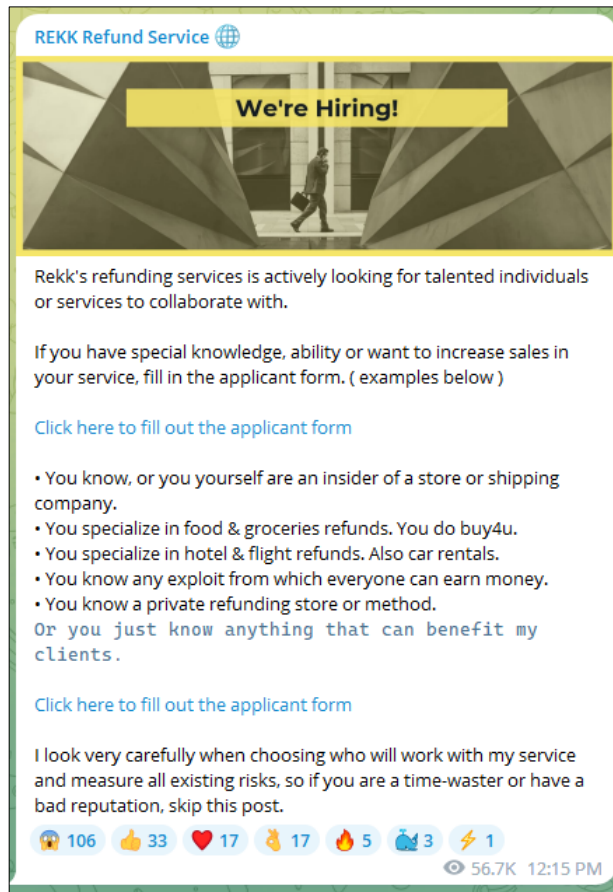 REKK Refund Service 🌐
We're Hiring!
Rekk's refunding services is actively looking for talented individuals
or services to collaborate with.
If you have special knowledge, ability or want to increase sales in
your service, fill in the applicant form. ( examples below )
Click here to fill out the applicant form
• You know, or you yourself are an insider of a store or shipping
company.
• You specialize in food & groceries refunds. You do buy4u.
• You specialize in hotel & flight refunds. Also car rentals.
• You know any exploit from which everyone can earn money.
• You know a private refunding store or method.
Or you just know anything that can benefit my
clients.
Click here to fill out the applicant form
I look very carefully when choosing who will work with my service
and measure all existing risks, so if you are a time-waster or have a
bad reputation, skip this post.
😱 106 👍 33 ❤️ 17 👌 17 🔥 5 🐳 3 ⚡ 1
56.7K 12:15 PM